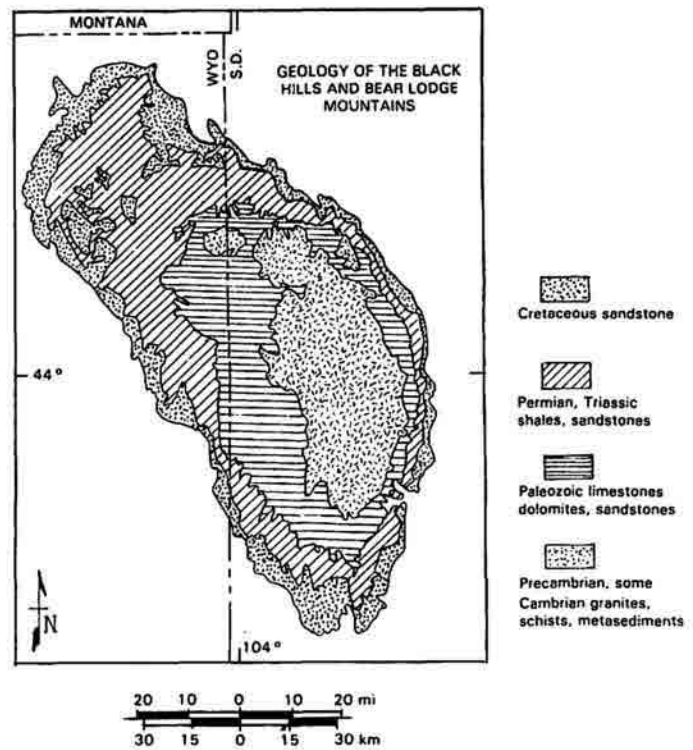 MONTANA
WYO
S.D.
GEOLOGY OF THE BLACK
HILLS AND BEAR LODGE
MOUNTAINS
44°
104°
N
Cretaceous sandstone
Permian, Triassic
shales, sandstones
Paleozoic limestones
dolomites, sandstones
Precambrian, some
Cambrian granites,
schists, metasediments
20 10 0 10 20 mi
30 15 0 15 30 km